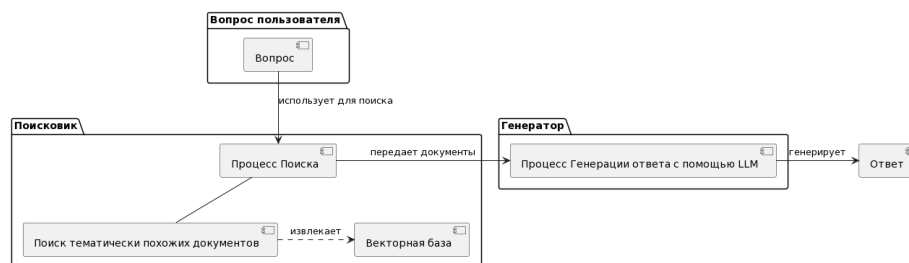 Вопрос пользователя
Вопрос
использует для поиска
Поисковик
Процесс Поиска
передает документы
Генератор
Процесс Генерации ответа с помощью LLM
генерирует
Ответ
Поиск тематически похожих документов
извлекает
Векторная база